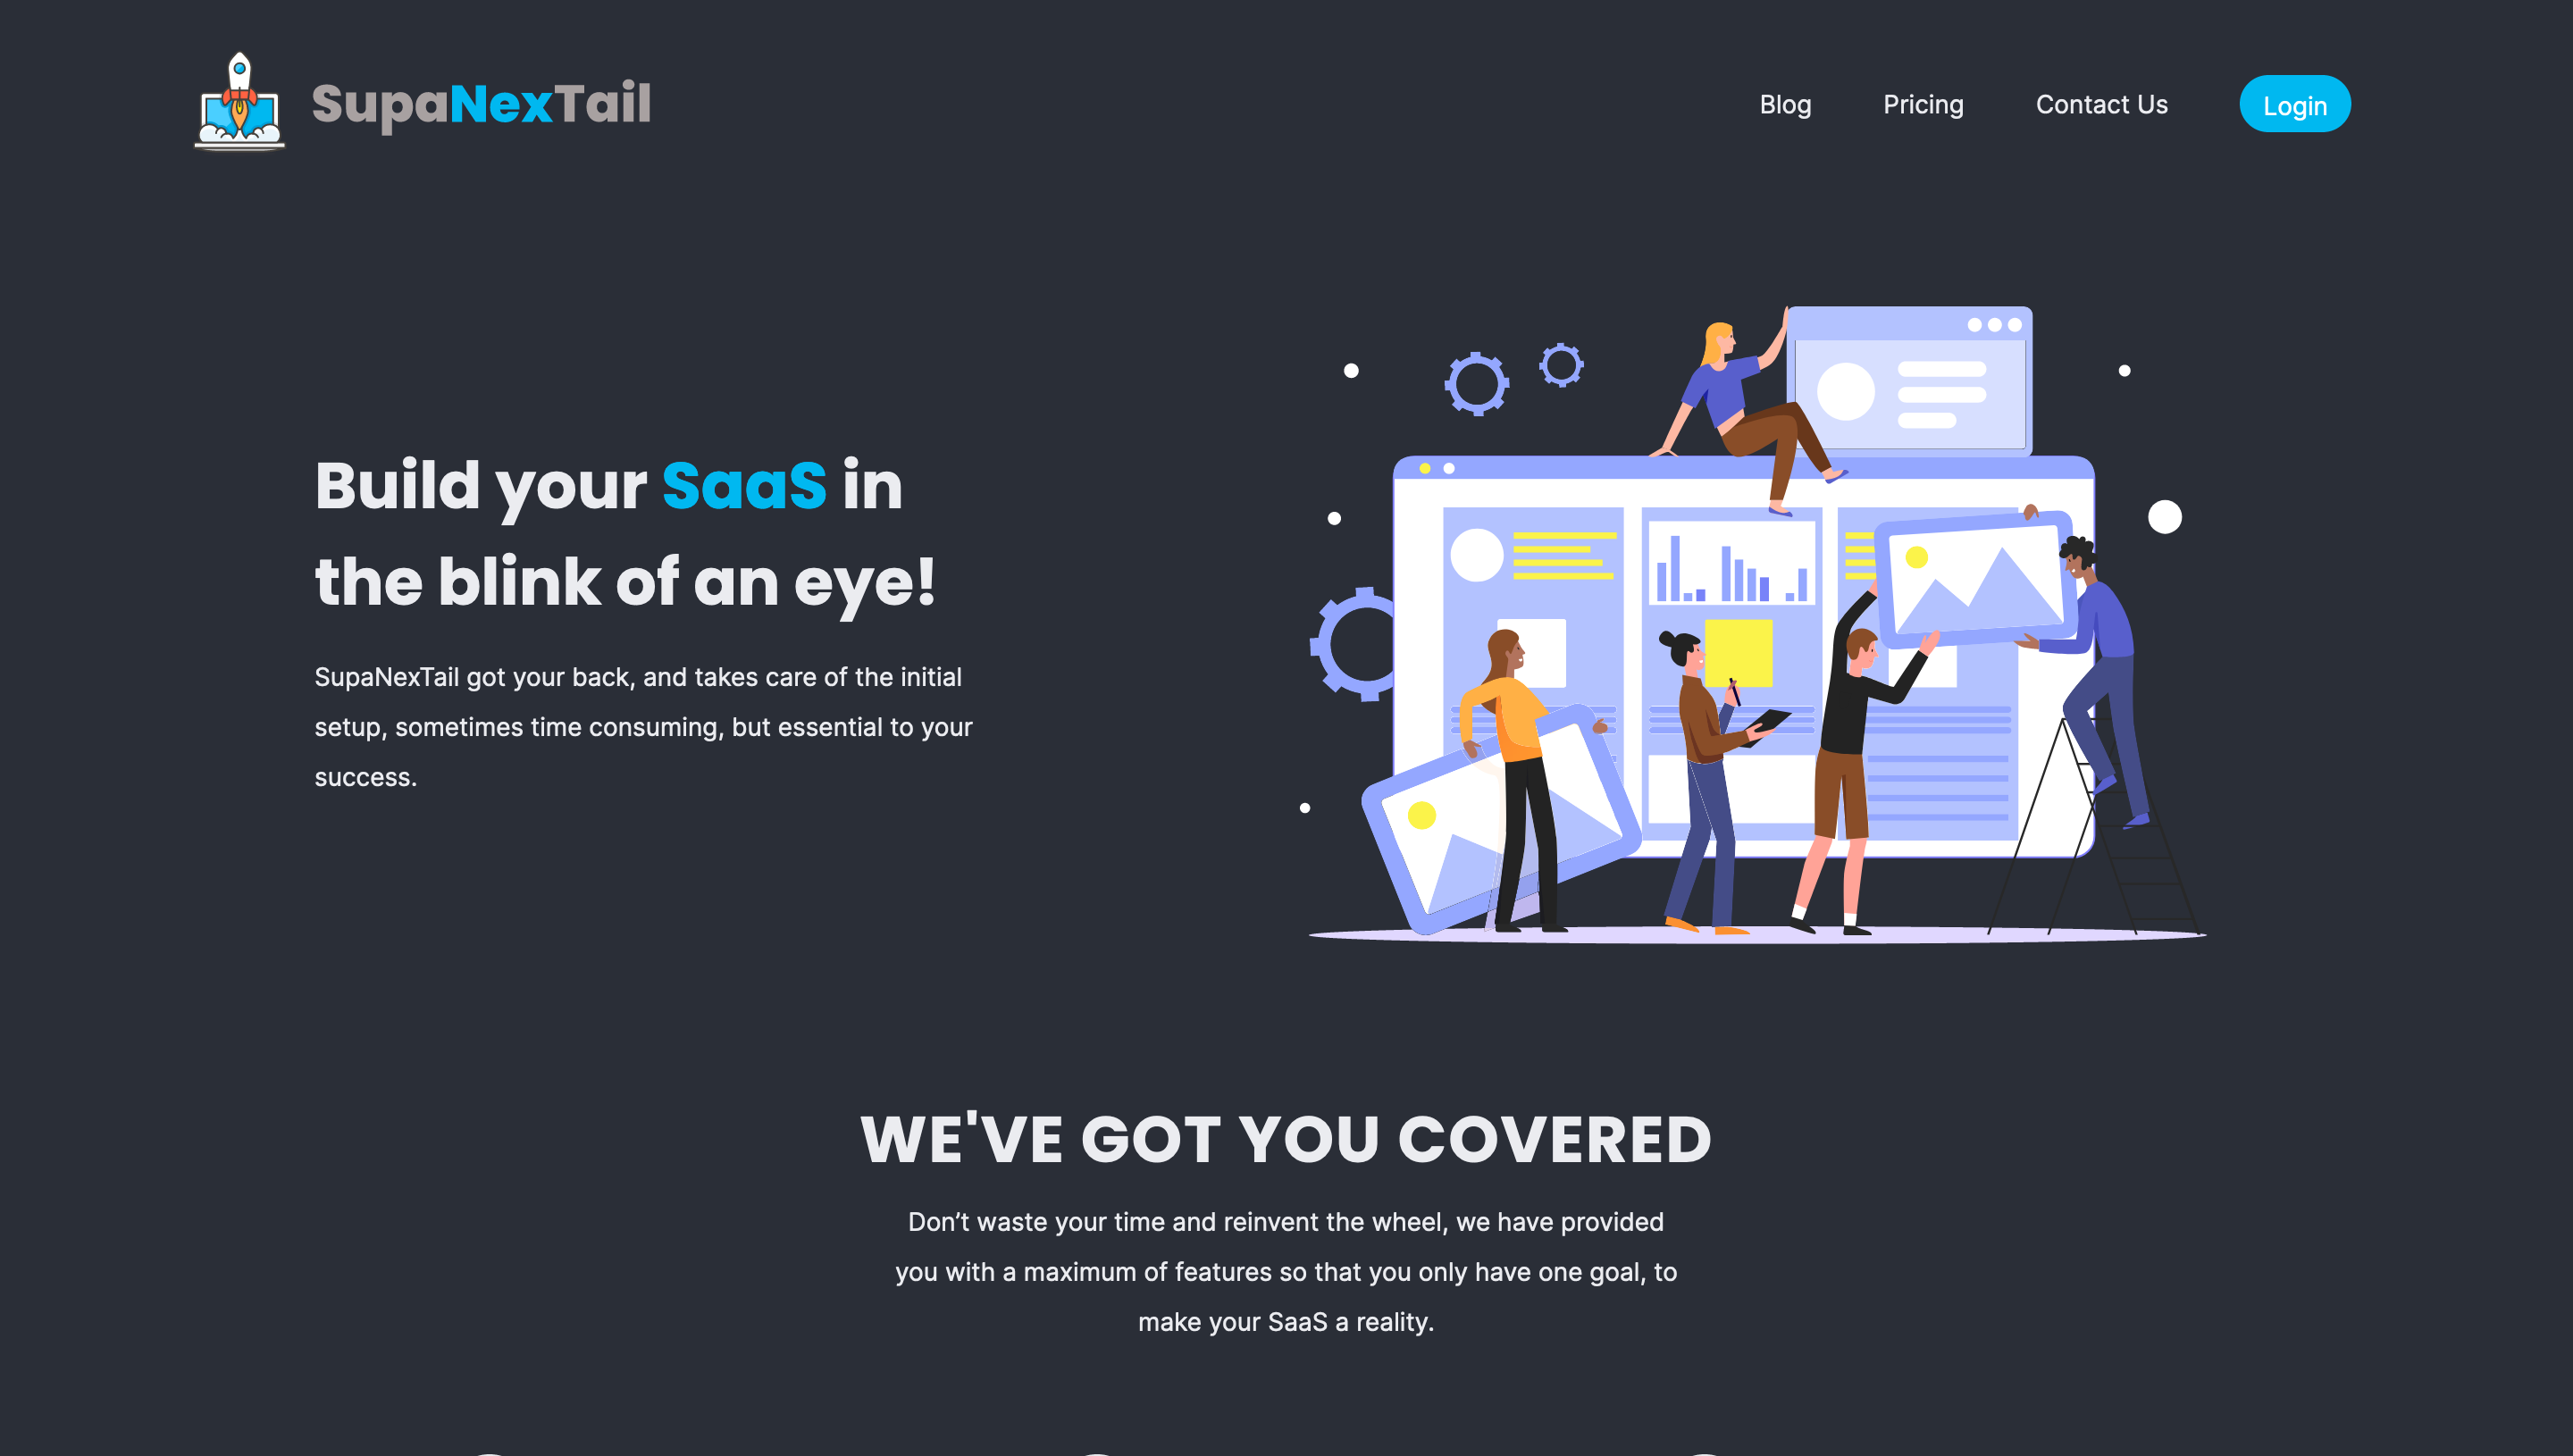 SupaNexTail
Blog
Pricing
Contact Us
Login
Build your SaaS in
the blink of an eye!
SupaNexTail got your back, and takes care of the initial
setup, sometimes time consuming, but essential to your
success.
WE'VE GOT YOU COVERED
Don’t waste your time and reinvent the wheel, we have provided
you with a maximum of features so that you only have one goal, to
make your SaaS a reality.